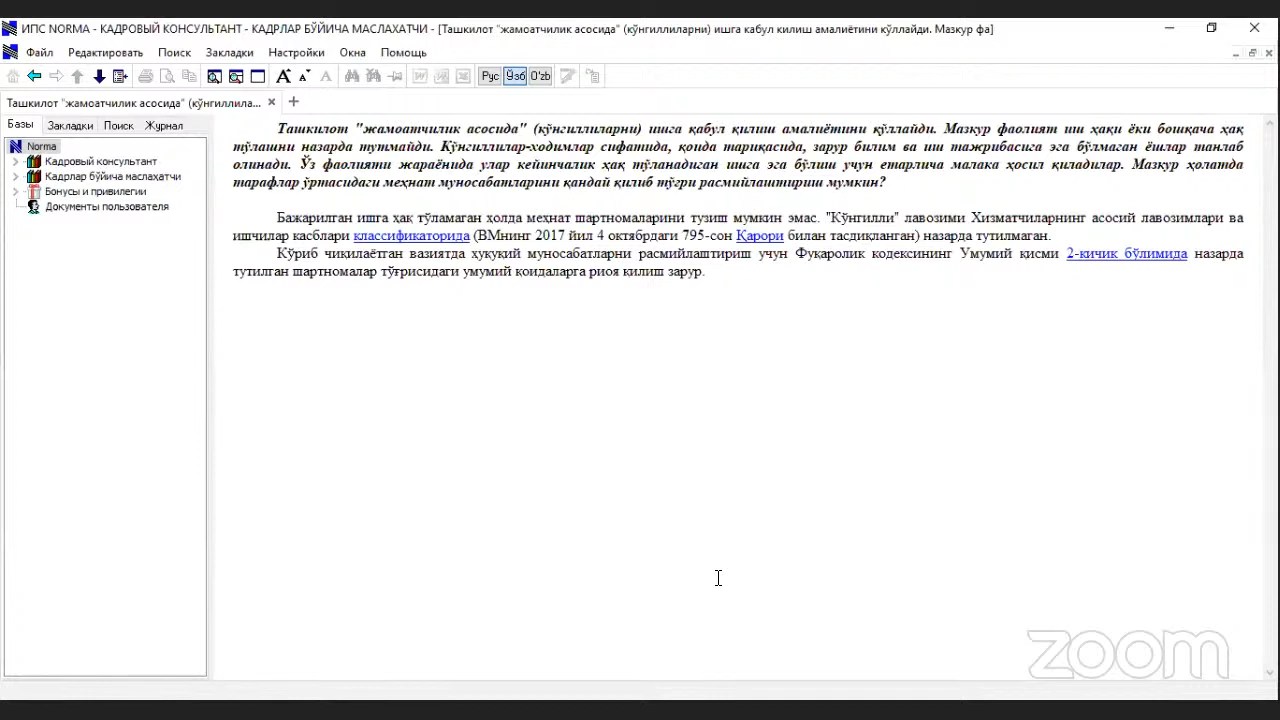 ИПС NORMA - КАДРОВЫЙ КОНСУЛЬТАНТ - КАДРЛАР БЎЙИЧА МАСЛАХАТЧИ - [Ташкилот "жамоатчилик асосида" (кўнгиллиларни) ишга кабул килиш амалиётини кўллайди. Мазкур фа]
Файл Редактировать Поиск Закладки Настройки Окна Помощь
Рус Ўзб O'zb
Ташкилот "жамоатчилик асосида" (кўнгиллила...
Базы Закладки Поиск Журнал
Norma
Кадровый консультант
Кадрлар бўйича маслаҳатчи
Бонусы и привилегии
Документы пользователя
Ташкилот "жамоатчилик асосида" (кўнгиллиларни) ишга қабул қилиш амалиётини қўллайди. Мазкур фаолият иш ҳақи ёки бошқача ҳақ
тўлашни назарда тутмайди. Кўнгиллилар-ходимлар сифатида, қоида тариқасида, зарур билим ва иш тажрибасига эга бўлмаган ёшлар танлаб
олинади. Ўз фаолияти жараёнида улар кейинчалик ҳақ тўланадиган ишга эга бўлиш учун етарлича малака ҳосил қиладилар. Мазкур ҳолатда
тарафлар ўртасидаги меҳнат муносабатларини қандай қилиб тўғри расмийлаштириш мумкин?
Бажарилган ишга ҳақ тўламаган ҳолда меҳнат шартномаларини тузиш мумкин эмас. "Кўнгилли" лавозими Хизматчиларнинг асосий лавозимлари ва
ишчилар касблари классификаторида (ВМнинг 2017 йил 4 октябрдаги 795-сон Қарори билан тасдиқланган) назарда тутилмаган.
Кўриб чиқилаётган вазиятда ҳуқуқий муносабатларни расмийлаштириш учун Фуқаролик кодексининг Умумий қисми 2-кичик бўлимида назарда
тутилган шартномалар тўғрисидаги умумий қоидаларга риоя қилиш зарур.
zoom